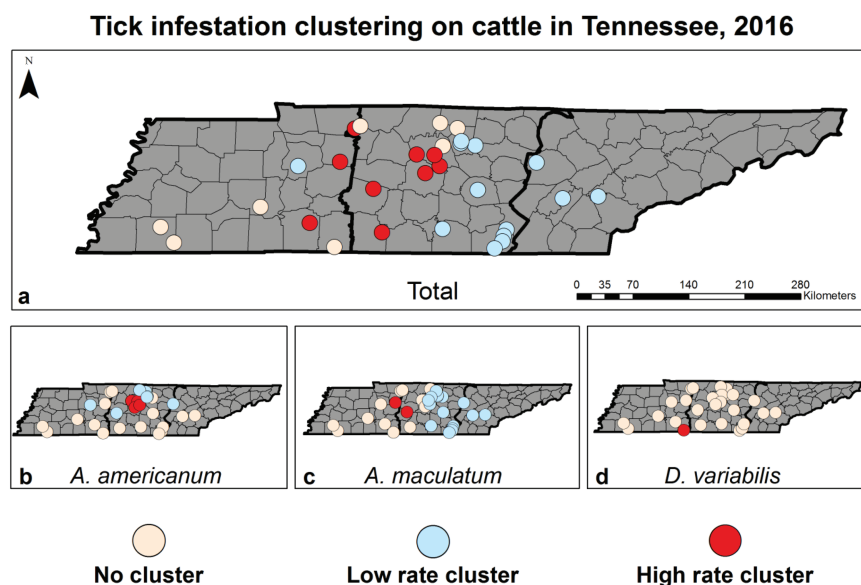 Tick infestation clustering on cattle in Tennessee, 2016
N
a
Total
0 35 70 140 210 280
Kilometers
b A. americanum
c A. maculatum
d D. variabilis
No cluster
Low rate cluster
High rate cluster